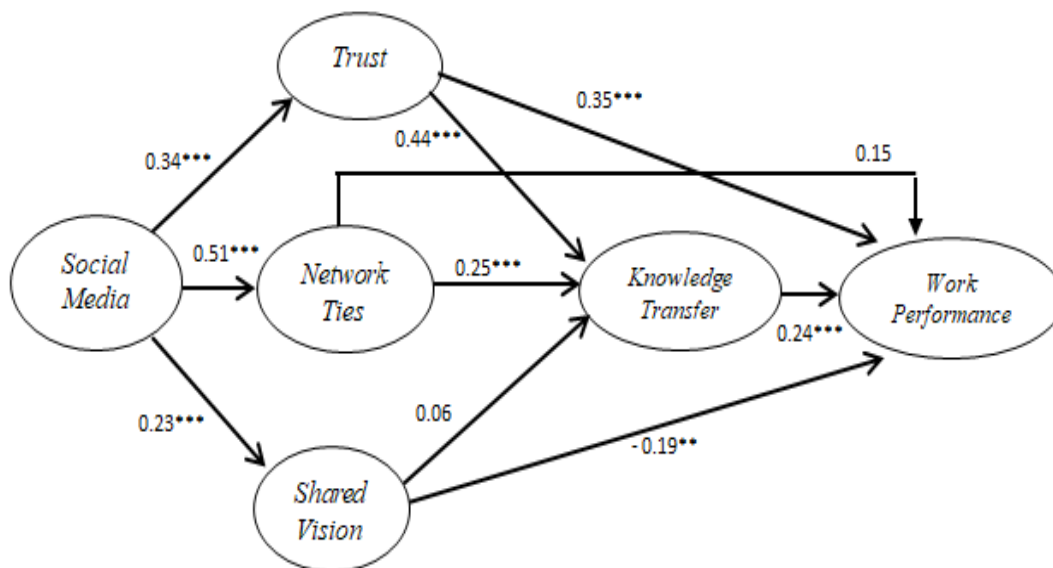 Trust
0.35***
0.44***
0.15
0.34***
Social
Media
0.51***
Network
Ties
0.25***
Knowledge
Transfer
Work
Performance
0.24***
0.23***
0.06
- 0.19**
Shared
Vision